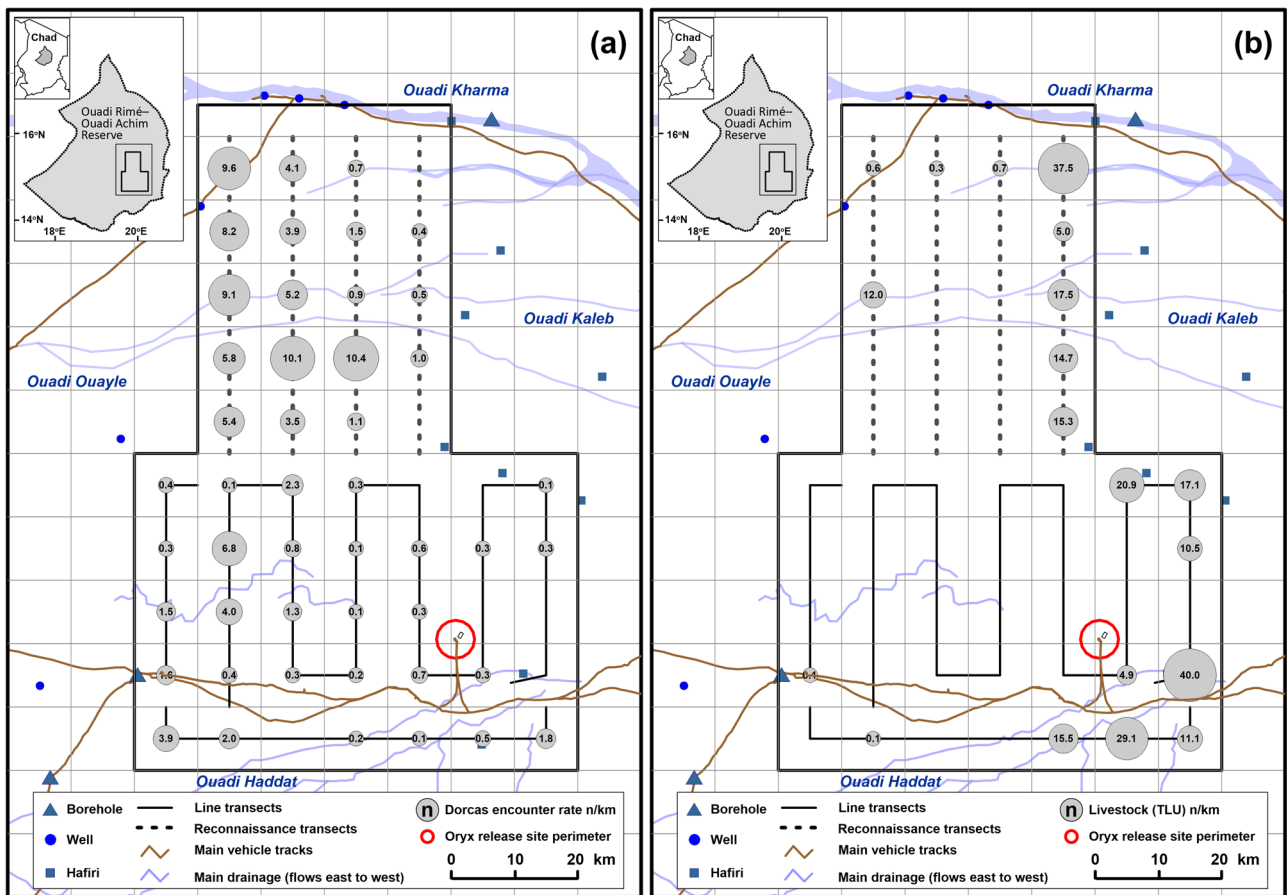 Chad
(a)
Ouadi Rimé–
Ouadi Achim
Reserve
16ºN
14ºN
18ºE
20ºE
Ouadi Kharma
9.6
4.1
0.7
8.2
3.9
1.5
0.4
9.1
5.2
0.9
0.5
Ouadi Kaleb
5.8
10.1
10.4
1.0
Ouadi Ouayle
5.4
3.5
1.1
0.4
0.1
2.3
0.3
0.1
0.3
6.8
0.8
0.1
0.6
0.3
0.3
1.5
4.0
1.3
0.1
0.3
1.6
0.4
0.3
0.2
0.7
0.3
3.9
2.0
0.2
0.1
0.5
1.8
Ouadi Haddat
Borehole
Line transects
n Dorcas encounter rate n/km
Reconnaissance transects
Oryx release site perimeter
Well
Main vehicle tracks
0 10 20 km
Hafiri
Main drainage (flows east to west)
Chad
(b)
Ouadi Rimé–
Ouadi Achim
Reserve
16ºN
14ºN
18ºE
20ºE
Ouadi Kharma
0.6
0.3
0.7
37.5
5.0
12.0
17.5
Ouadi Kaleb
14.7
Ouadi Ouayle
15.3
20.9
17.1
10.5
0.1
4.9
40.0
0.1
15.5
29.1
11.1
Ouadi Haddat
Borehole
Line transects
n Livestock (TLU) n/km
Reconnaissance transects
Oryx release site perimeter
Well
Main vehicle tracks
0 10 20 km
Hafiri
Main drainage (flows east to west)